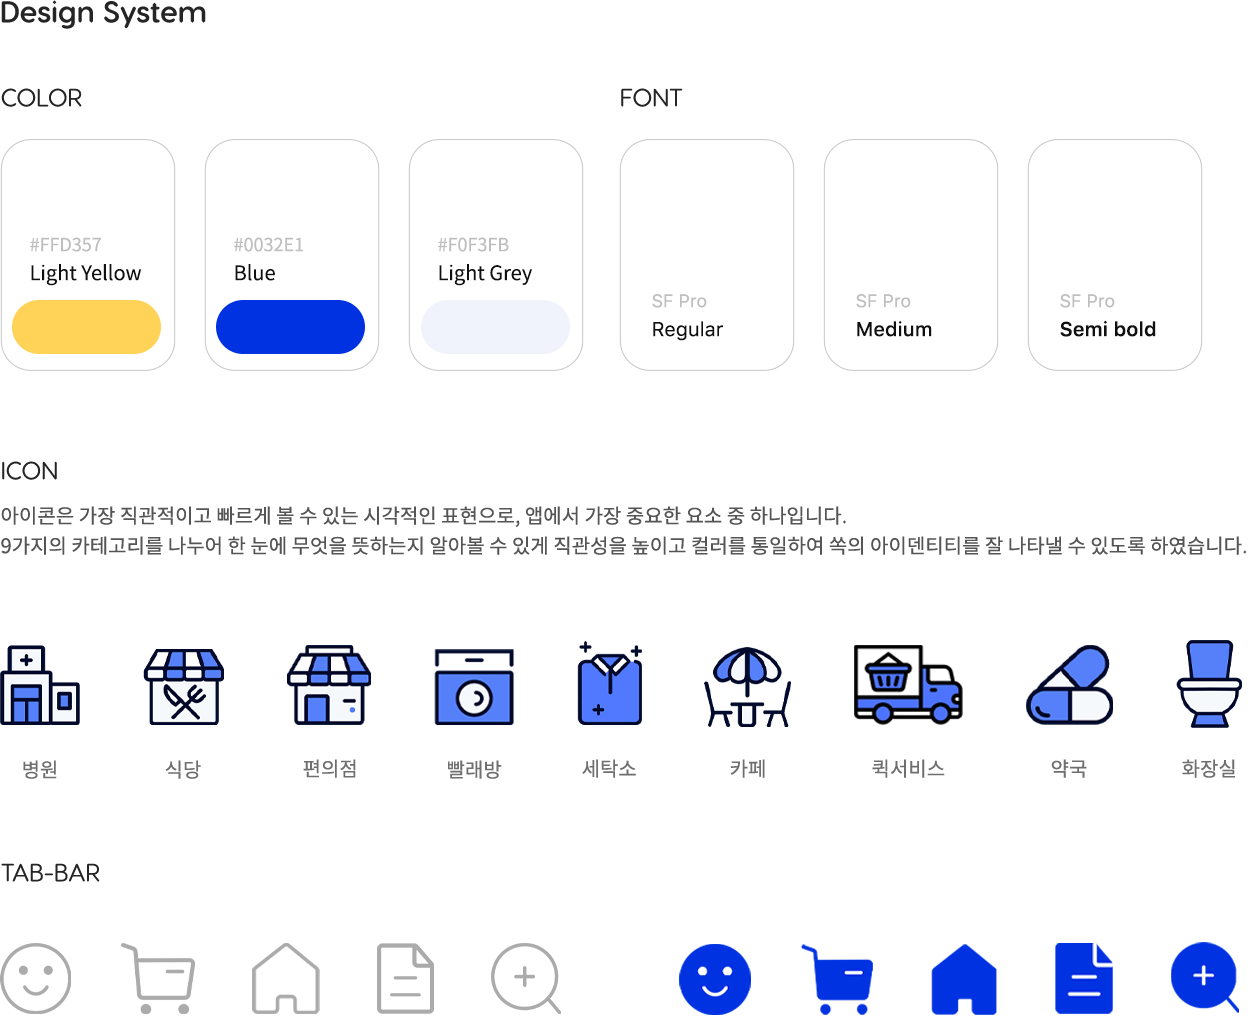 Design System
COLOR
FONT
#FFD357
Light Yellow
#0032E1
Blue
#F0F3FB
Light Grey
SF Pro
Regular
SF Pro
Medium
SF Pro
Semi bold
ICON
아이콘은 가장 직관적이고 빠르게 볼 수 있는 시각적인 표현으로, 앱에서 가장 중요한 요소 중 하나입니다.
9가지의 카테고리를 나누어 한 눈에 무엇을 뜻하는지 알아볼 수 있게 직관성을 높이고 컬러를 통일하여 쏙의 아이덴티티를 잘 나타낼 수 있도록 하였습니다.
병원
식당
편의점
빨래방
세탁소
카페
퀵서비스
약국
화장실
TAB-BAR